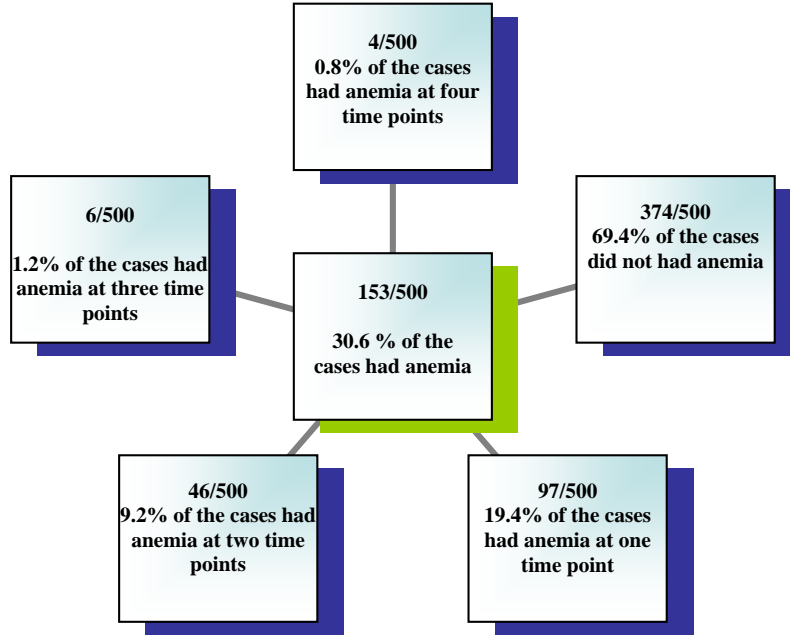 4/500
0.8% of the cases
had anemia at four
time points
6/500
1.2% of the cases had
anemia at three time
points
374/500
69.4% of the cases
did not had anemia
153/500
30.6 % of the
cases had anemia
46/500
9.2% of the cases had
anemia at two time
points
97/500
19.4% of the cases
had anemia at one
time point